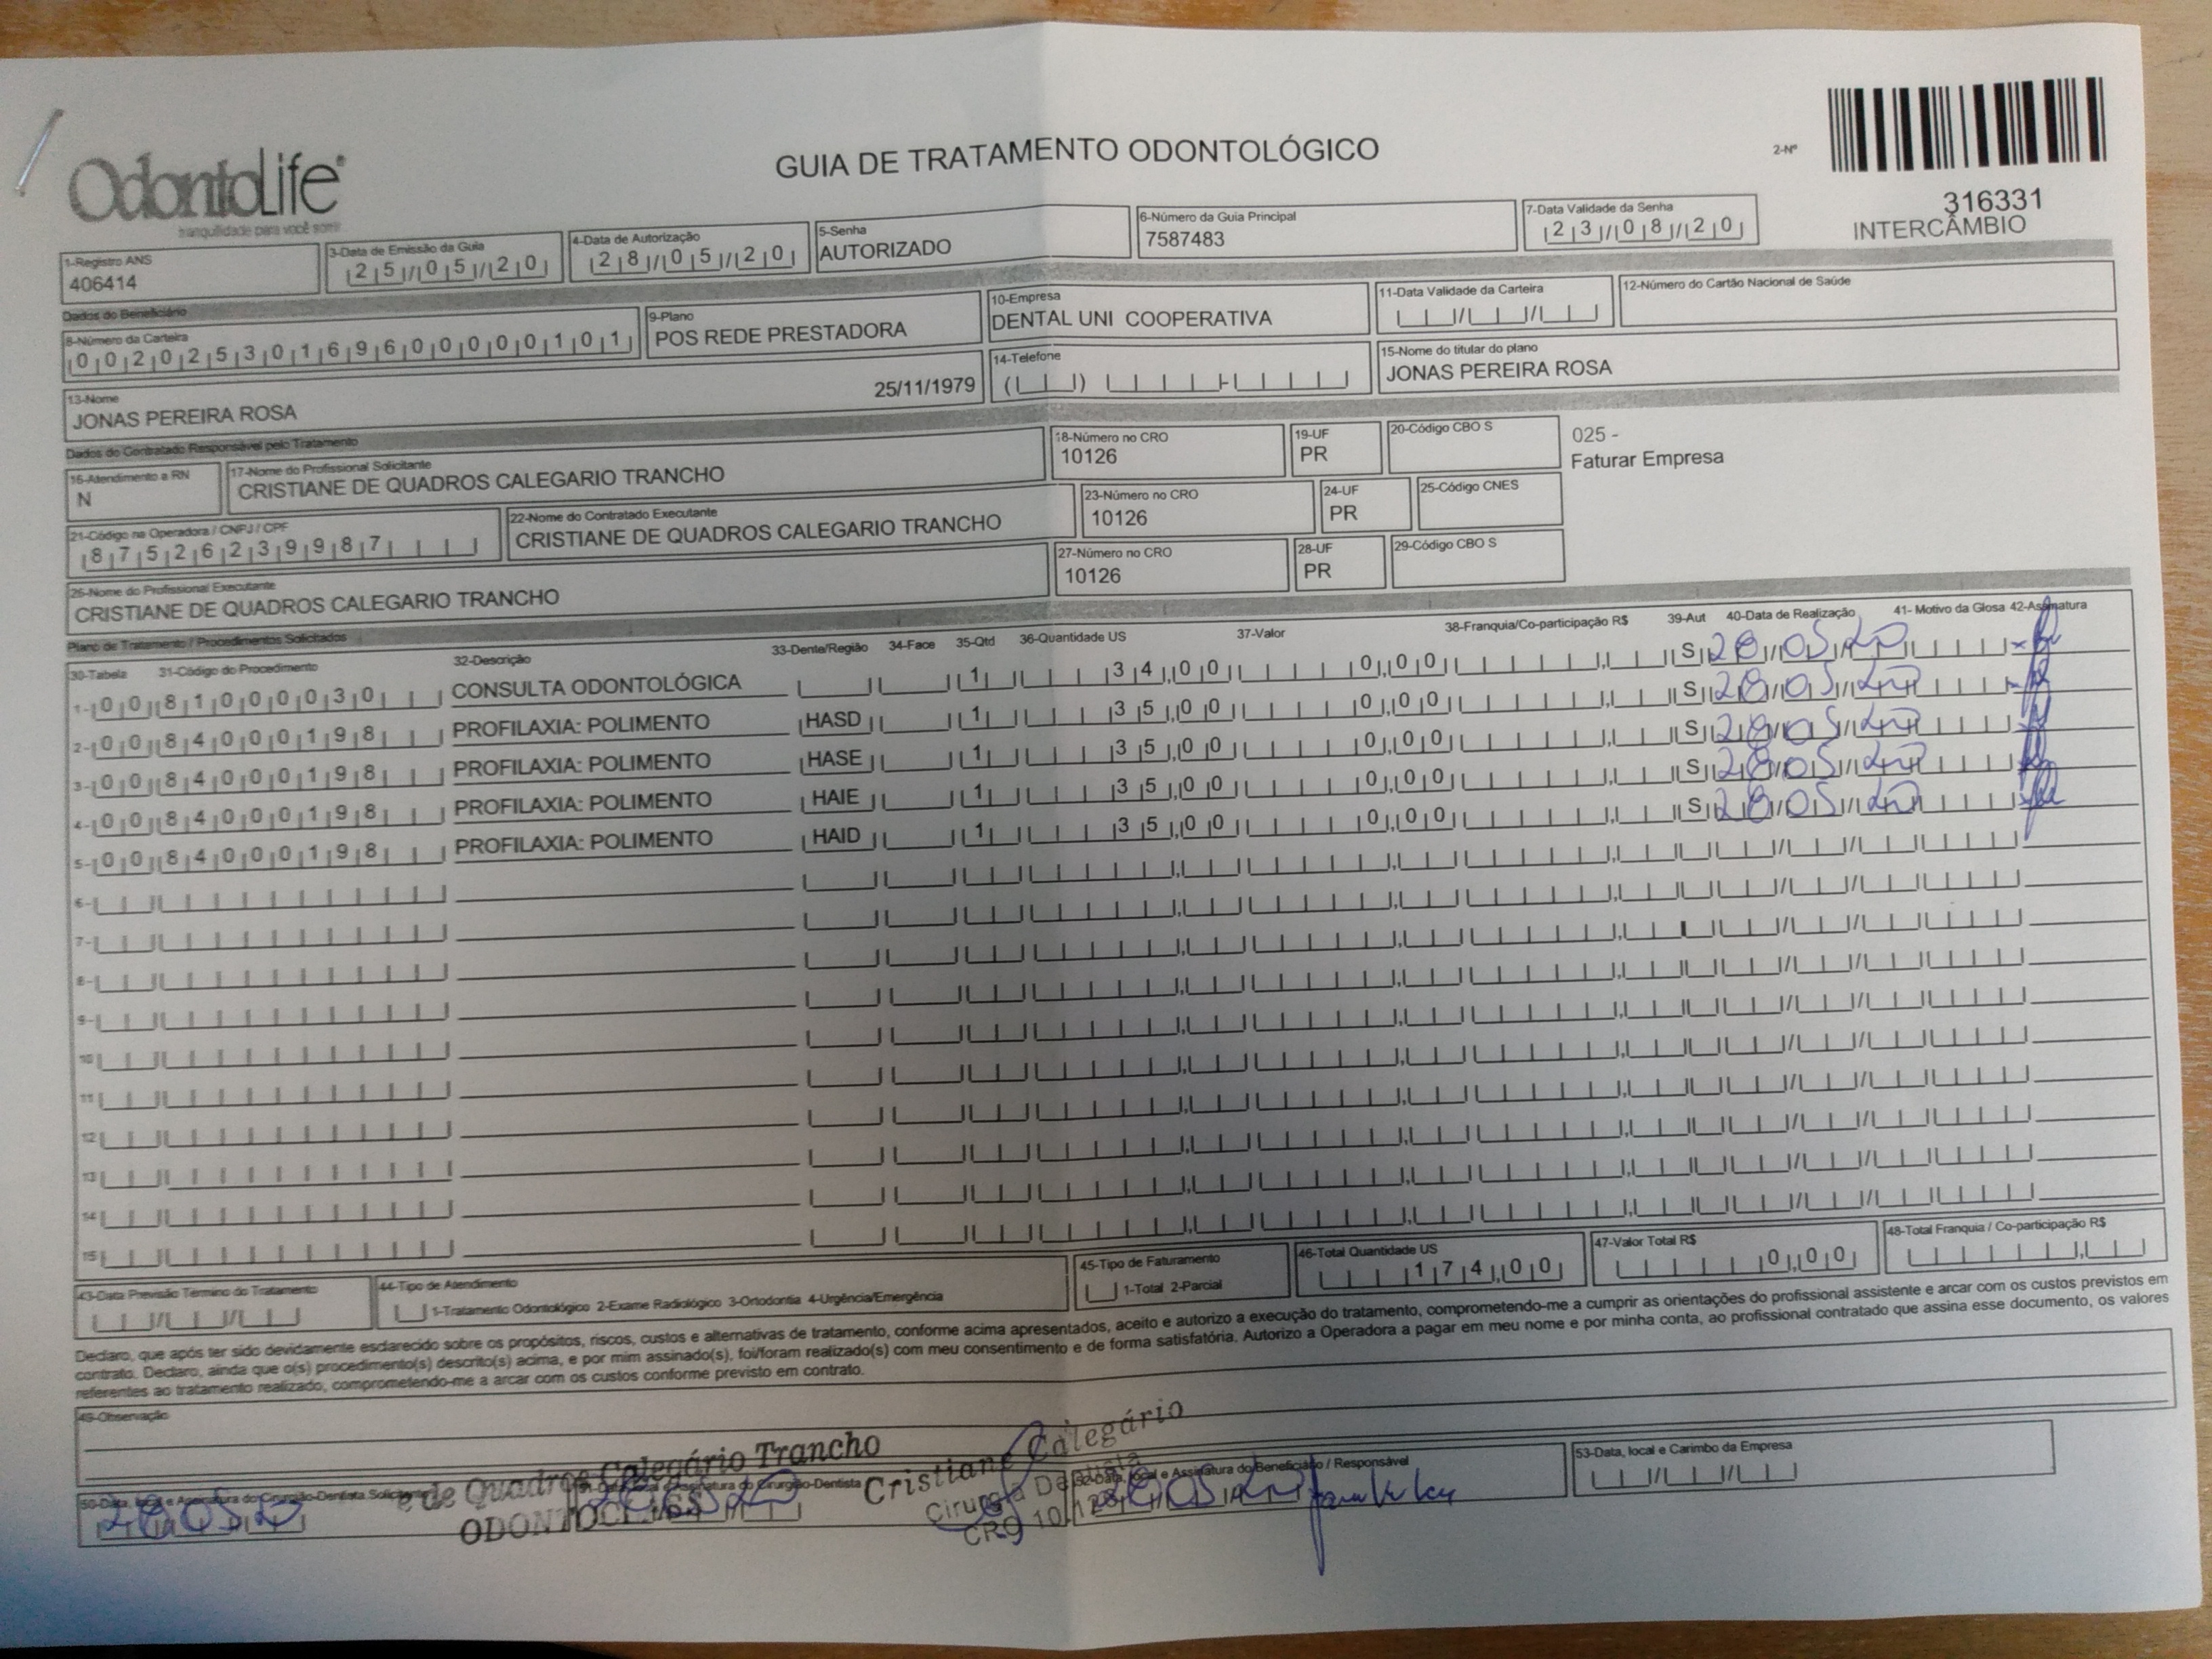 OdontoLife
tranquilidade para você sorrir
GUIA DE TRATAMENTO ODONTOLÓGICO
2-Nº
316331
INTERCÂMBIO
1-Registro ANS
406414
3-Data de Emissão da Guia
25/05/20
4-Data de Autorização
28/05/20
5-Senha
AUTORIZADO
6-Número da Guia Principal
7587483
7-Data Validade da Senha
23/08/20
Dados do Beneficiário
8-Número da Carteira
00202530169600000101
9-Plano
POS REDE PRESTADORA
10-Empresa
DENTAL UNI COOPERATIVA
11-Data Validade da Carteira
12-Número do Cartão Nacional de Saúde
13-Nome
JONAS PEREIRA ROSA 25/11/1979
14-Telefone
15-Nome do titular do plano
JONAS PEREIRA ROSA
Dados do Contratado Responsável pelo Tratamento
16-Atendimento a RN
N
17-Nome do Profissional Solicitante
CRISTIANE DE QUADROS CALEGARIO TRANCHO
18-Número no CRO
10126
19-UF
PR
20-Código CBO S
025 -
Faturar Empresa
21-Código na Operadora / CNPJ / CPF
87526239987
22-Nome do Contratado Executante
CRISTIANE DE QUADROS CALEGARIO TRANCHO
23-Número no CRO
10126
24-UF
PR
25-Código CNES
26-Nome do Profissional Executante
CRISTIANE DE QUADROS CALEGARIO TRANCHO
27-Número no CRO
10126
28-UF
PR
29-Código CBO S
Plano de Tratamento / Procedimentos Solicitados
30-Tabela 31-Código do Procedimento 32-Descrição 33-Dente/Região 34-Face 35-Qtd 36-Quantidade US 37-Valor 38-Franquia/Co-participação R$ 39-Aut 40-Data de Realização 41- Motivo da Glosa 42-Assinatura
1- 00 81000030 CONSULTA ODONTOLÓGICA 1 34,00 0,00 S 28/05/20
2- 00 84000198 PROFILAXIA: POLIMENTO HASD 1 35,00 0,00 S 28/05/20
3- 00 84000198 PROFILAXIA: POLIMENTO HASE 1 35,00 0,00 S 28/05/20
4- 00 84000198 PROFILAXIA: POLIMENTO HAIE 1 35,00 0,00 S 28/05/20
5- 00 84000198 PROFILAXIA: POLIMENTO HAID 1 35,00 0,00 S 28/05/20
6-
7-
8-
9-
10
11
12
13
14
15
43-Data Previsão Término do Tratamento
44-Tipo de Atendimento
1-Tratamento Odontológico 2-Exame Radiológico 3-Ortodontia 4-Urgência/Emergência
45-Tipo de Faturamento
1-Total 2-Parcial
46-Total Quantidade US
174,00
47-Valor Total R$
0,00
48-Total Franquia / Co-participação R$
Declaro, que após ter sido devidamente esclarecido sobre os propósitos, riscos, custos e alternativas de tratamento, conforme acima apresentados, aceito e autorizo a execução do tratamento, comprometendo-me a cumprir as orientações do profissional assistente e arcar com os custos previstos em
contrato. Declaro, ainda que o(s) procedimento(s) descrito(s) acima, e por mim assinado(s), foi/foram realizado(s) com meu consentimento e de forma satisfatória. Autorizo a Operadora a pagar em meu nome e por minha conta, ao profissional contratado que assina esse documento, os valores
referentes ao tratamento realizado, comprometendo-me a arcar com os custos conforme previsto em contrato.
49-Observação
50-Data, local e Assinatura do Cirurgião-Dentista Solicitante
28 05 20
e de Quadros Calegário Trancho
ODONTOCLASS
Cristiane Calegário
Cirurgiã Dentista
CRO 10.126
52-Data, local e Assinatura do Beneficiário / Responsável
28 05 20
53-Data, local e Carimbo da Empresa